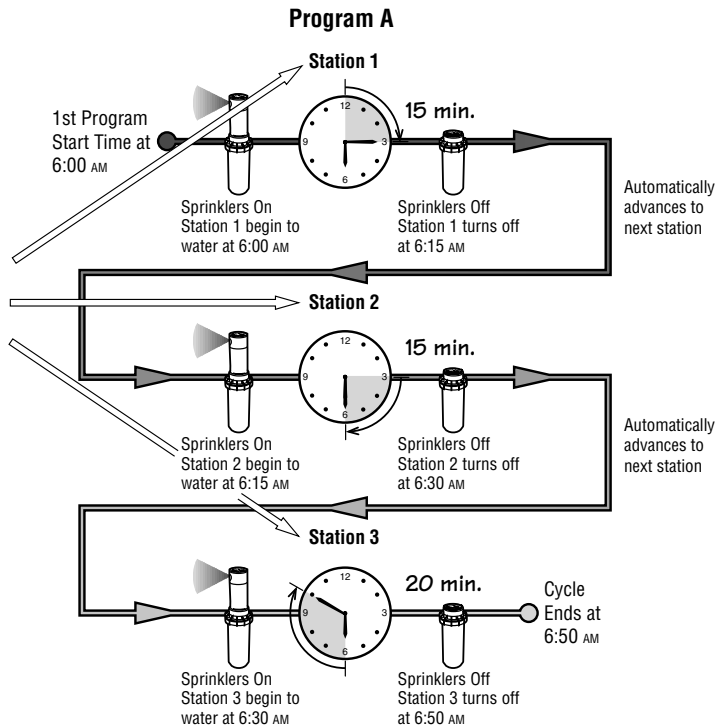 Program A
Station 1
1st Program
Start Time at
6:00 AM
12
3
6
9
15 min.
Sprinklers On
Station 1 begin to
water at 6:00 AM
Sprinklers Off
Station 1 turns off
at 6:15 AM
Automatically
advances to
next station
Station 2
12
3
6
9
15 min.
Sprinklers On
Station 2 begin to
water at 6:15 AM
Sprinklers Off
Station 2 turns off
at 6:30 AM
Automatically
advances to
next station
Station 3
12
3
6
9
20 min.
Sprinklers On
Station 3 begin to
water at 6:30 AM
Sprinklers Off
Station 3 turns off
at 6:50 AM
Cycle
Ends at
6:50 AM